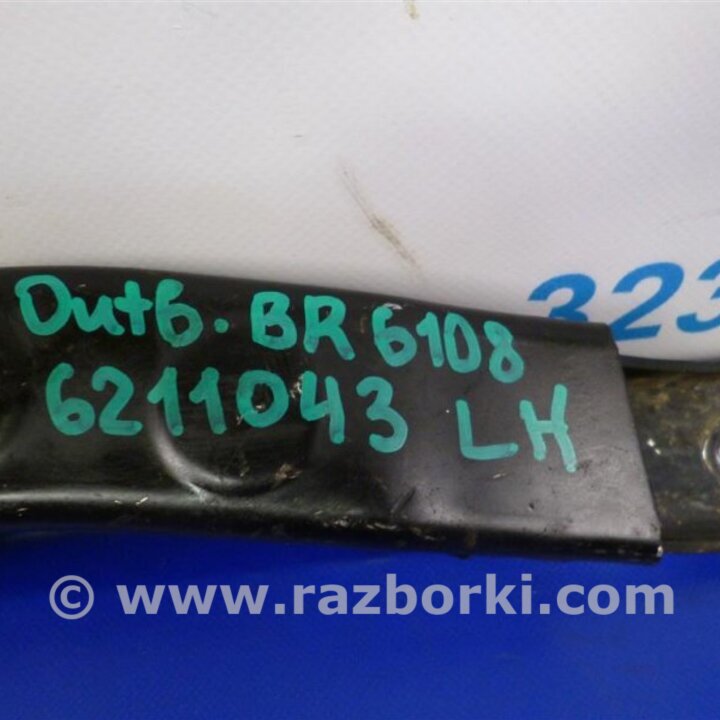 Outb. BR 6108
6211043 LH
323
© www.razborki.com